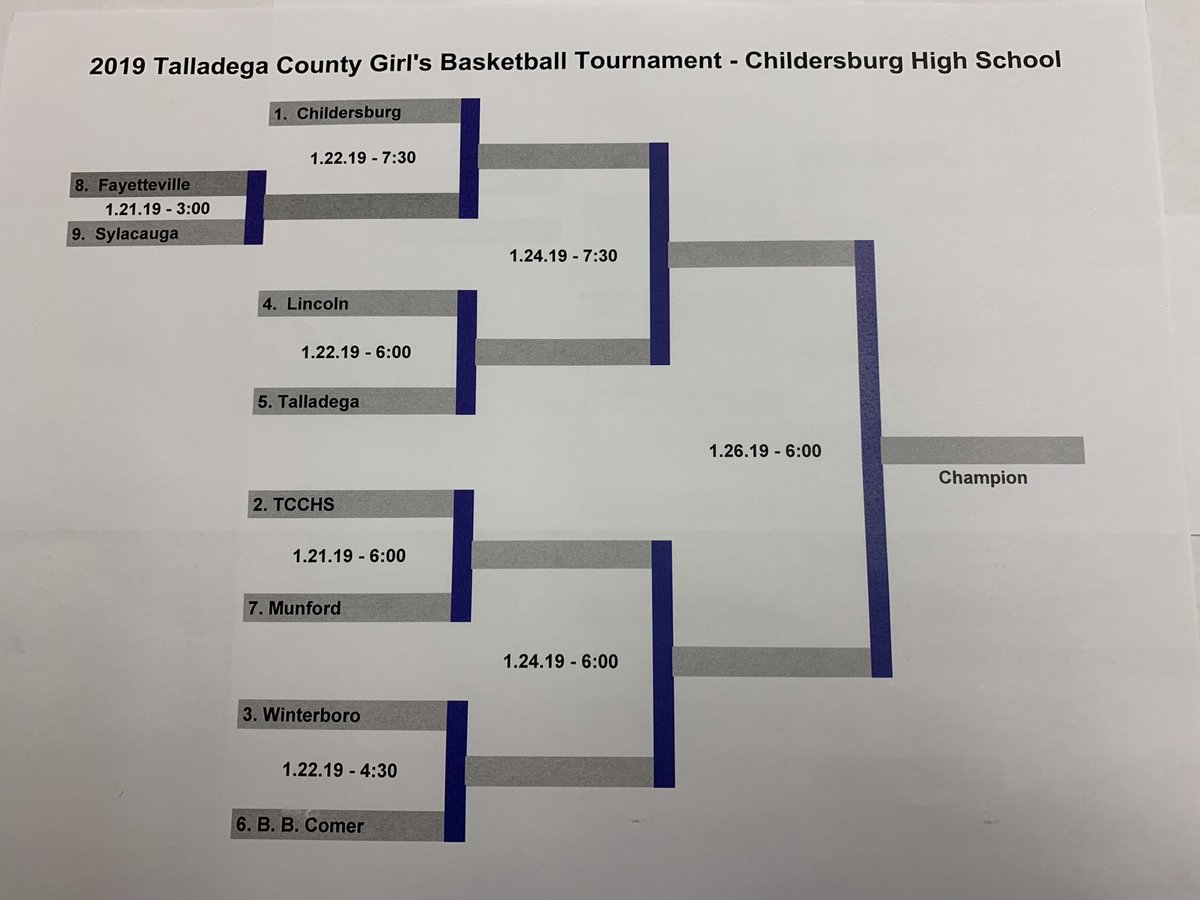 2019 Talladega County Girl's Basketball Tournament - Childersburg High School
1. Childersburg
1.22.19 - 7:30
8. Fayetteville
1.21.19 - 3:00
9. Sylacauga
1.24.19 - 7:30
4. Lincoln
1.22.19 - 6:00
5. Talladega
1.26.19 - 6:00
Champion
2. TCCHS
1.21.19 - 6:00
7. Munford
1.24.19 - 6:00
3. Winterboro
1.22.19 - 4:30
6. B. B. Comer